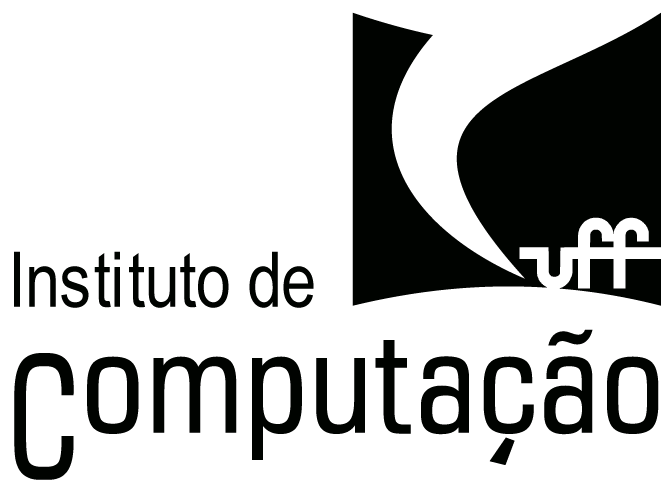 uff
Instituto de
Computação